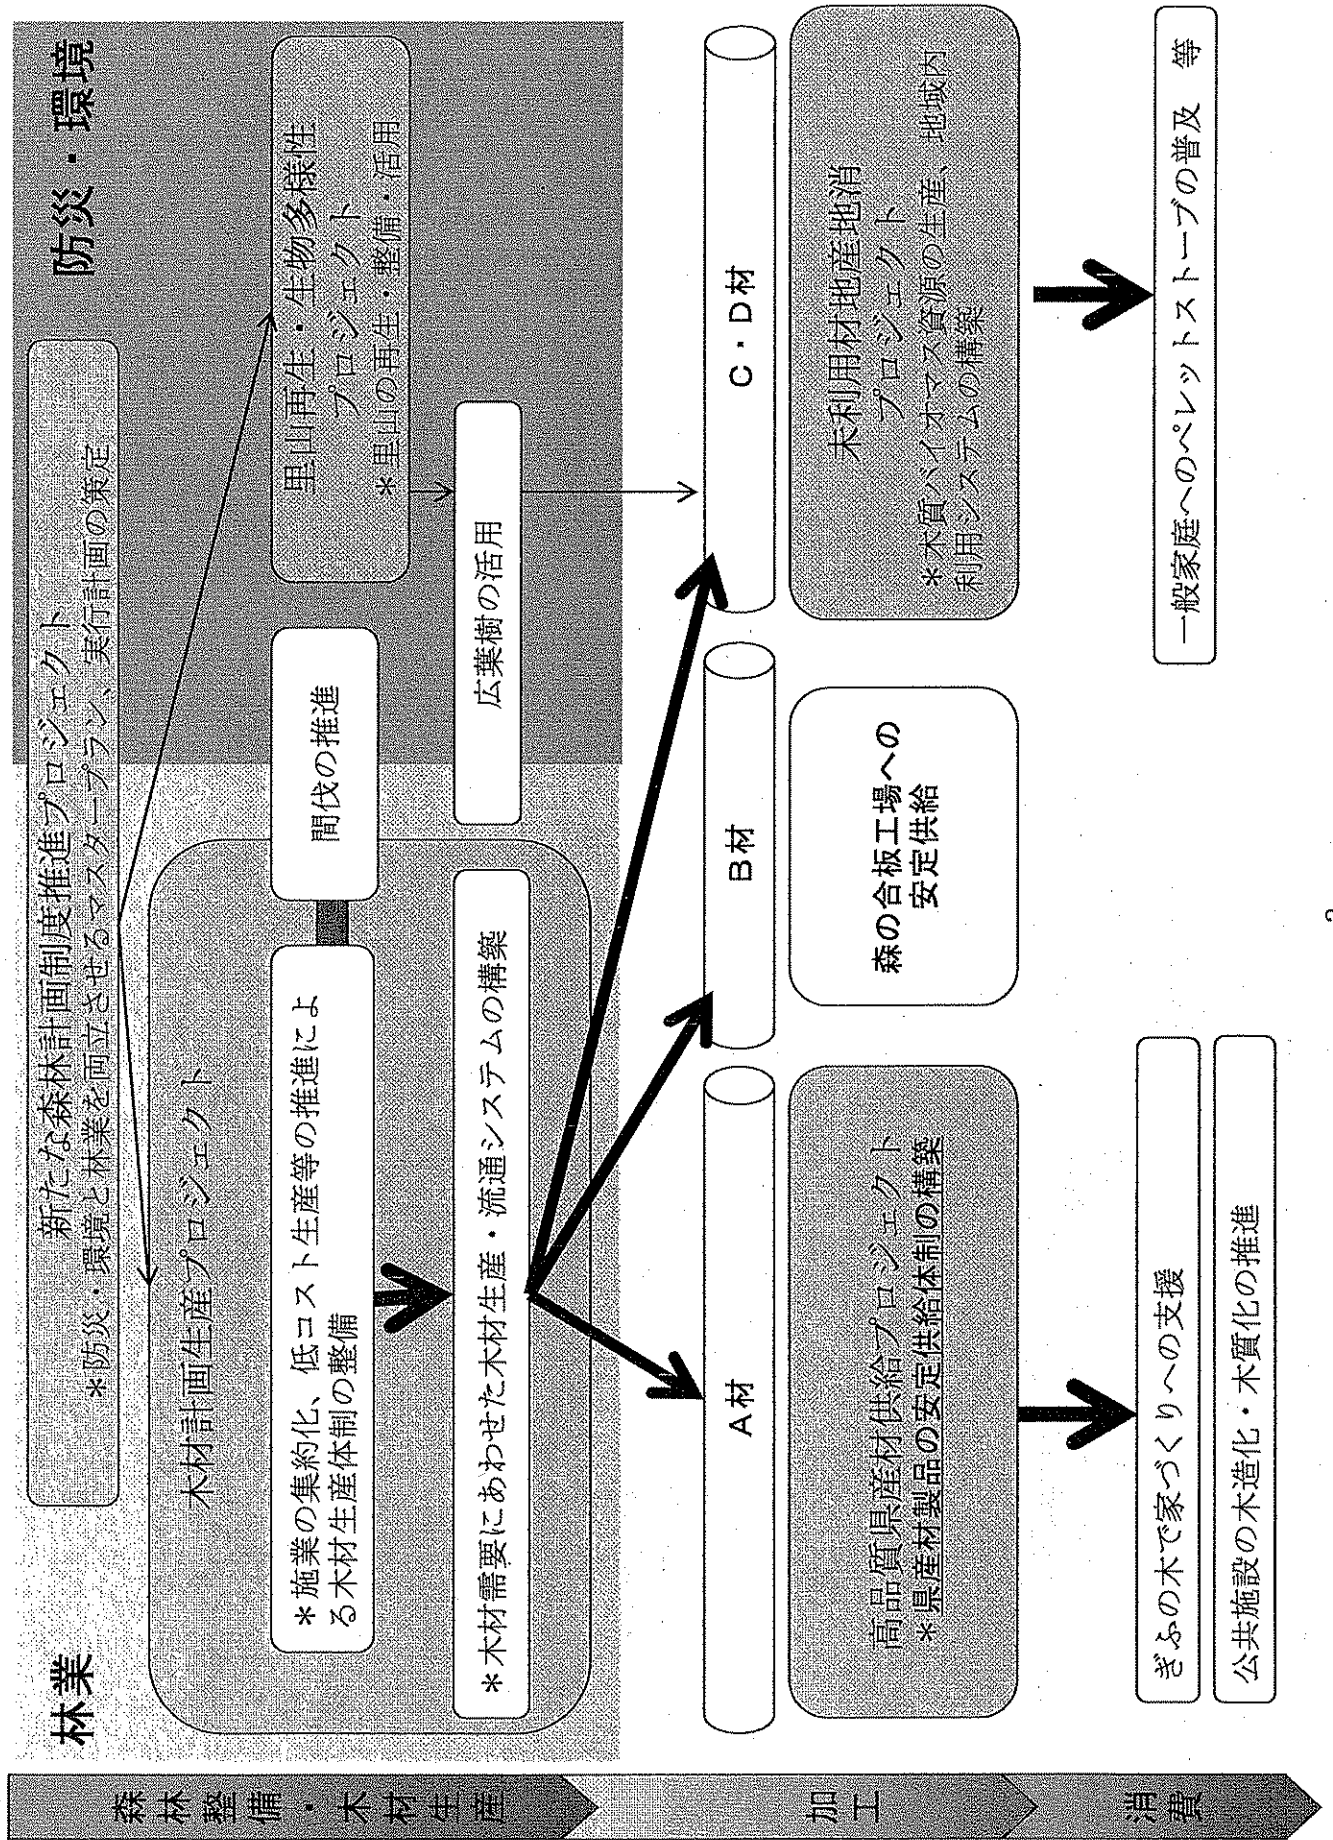 林業
防災・環境
新たな森林計画制度推進プロジェクト
＊防災・環境と林業を両立させるマスタープラン、実行計画の策定
木材計画生産プロジェクト
＊施業の集約化、低コスト生産等の推進によ
る木材生産体制の整備
間伐の推進
里山再生・生物多様性
プロジェクト
＊里山の再生・整備・活用
＊木材需要にあわせた木材生産・流通システムの構築
広葉樹の活用
A材
B材
C・D材
高品質県産材供給プロジェクト
＊県産材製品の安定供給体制の構築
森の合板工場への
安定供給
未利用材地産地消
プロジェクト
＊木質バイオマス資源の生産、地域内
利用システムの構築
ぎふの木で家づくりへの支援
公共施設の木造化・木質化の推進
一般家庭へのペレットストーブの普及　等
森林整備・木材生産
加工
消費